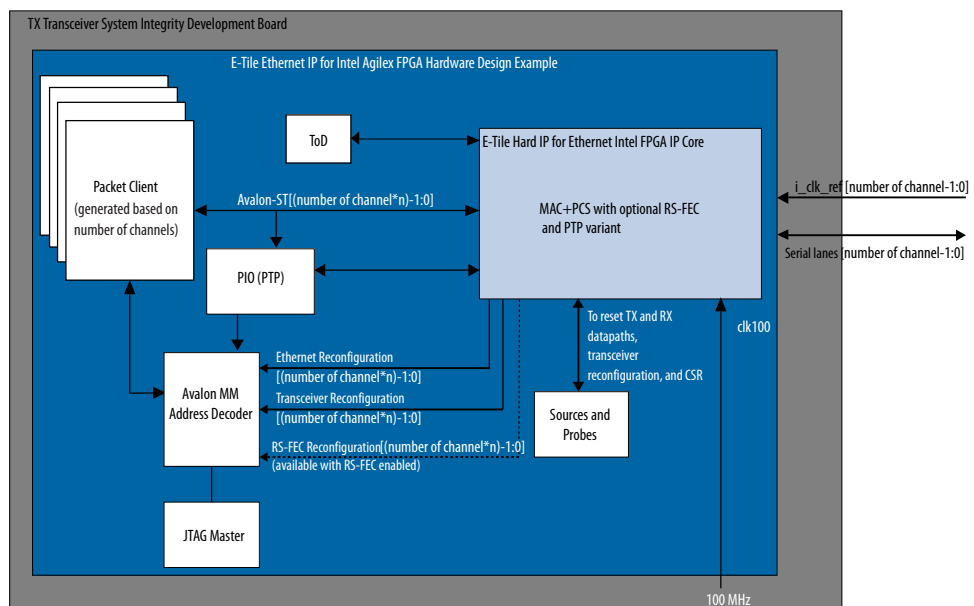 TX Transceiver System Integrity Development Board
E-Tile Ethernet IP for Intel Agilex FPGA Hardware Design Example
Packet Client
(generated based on
number of channels)
ToD
E-Tile Hard IP for Ethernet Intel FPGA IP Core
MAC+PCS with optional RS-FEC
and PTP variant
Avalon-ST[(number of channel*n)-1:0]
i_clk_ref [number of channel-1:0]
Serial lanes [number of channel-1:0]
PIO (PTP)
clk100
To reset TX and RX
datapaths,
transceiver
reconfiguration, and CSR
Ethernet Reconfiguration
[(number of channel*n)-1:0]
Transceiver Reconfiguration
[(number of channel*n)-1:0]
Avalon MM
Address Decoder
RS-FEC Reconfiguration[(number of channel*n)-1:0]
(available with RS-FEC enabled)
Sources and
Probes
JTAG Master
100 MHz